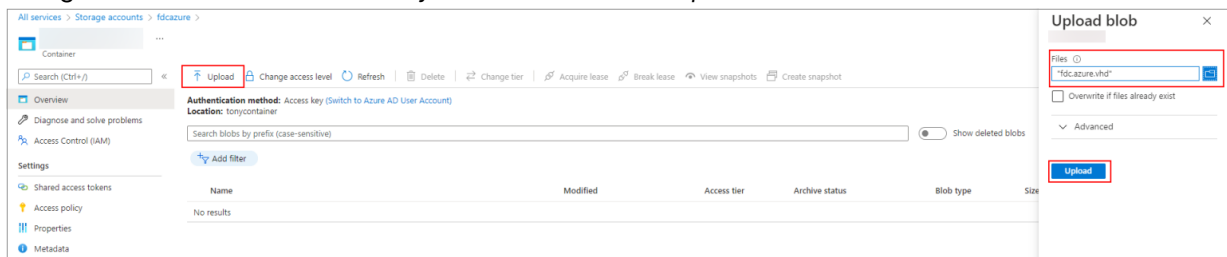 All services > Storage accounts > fdcazure >
...
Container
Search (Ctrl+/) «
Overview
Diagnose and solve problems
Access Control (IAM)
Settings
Shared access tokens
Access policy
Properties
Metadata
Upload Change access level Refresh Delete Change tier Acquire lease Break lease View snapshots Create snapshot
Authentication method: Access key (Switch to Azure AD User Account)
Location: tonycontainer
Search blobs by prefix (case-sensitive)
Show deleted blobs
Add filter
Name Modified Access tier Archive status Blob type Size
No results
Upload blob ×
Files
"fdc.azure.vhd"
Overwrite if files already exist
Advanced
Upload